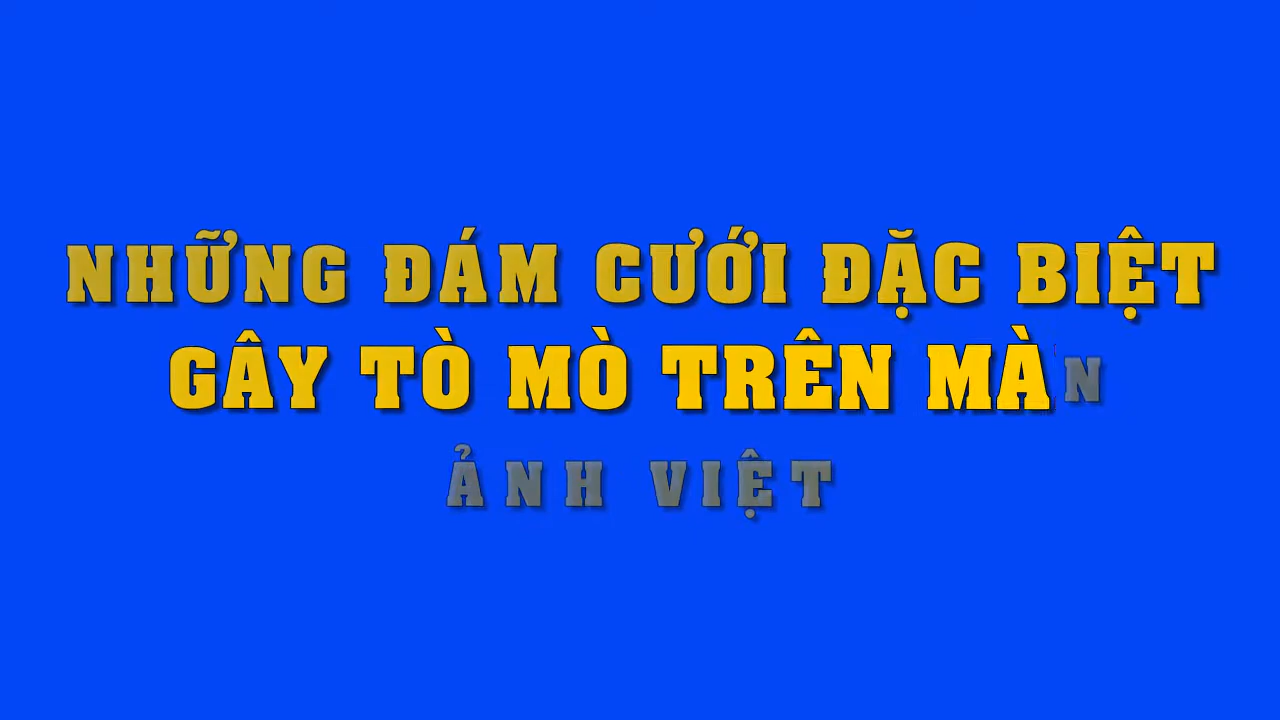 NHỮNG ĐÁM CƯỚI ĐẶC BIỆT
GÂY TÒ MÒ TRÊN MÀN
ẢNH VIỆT